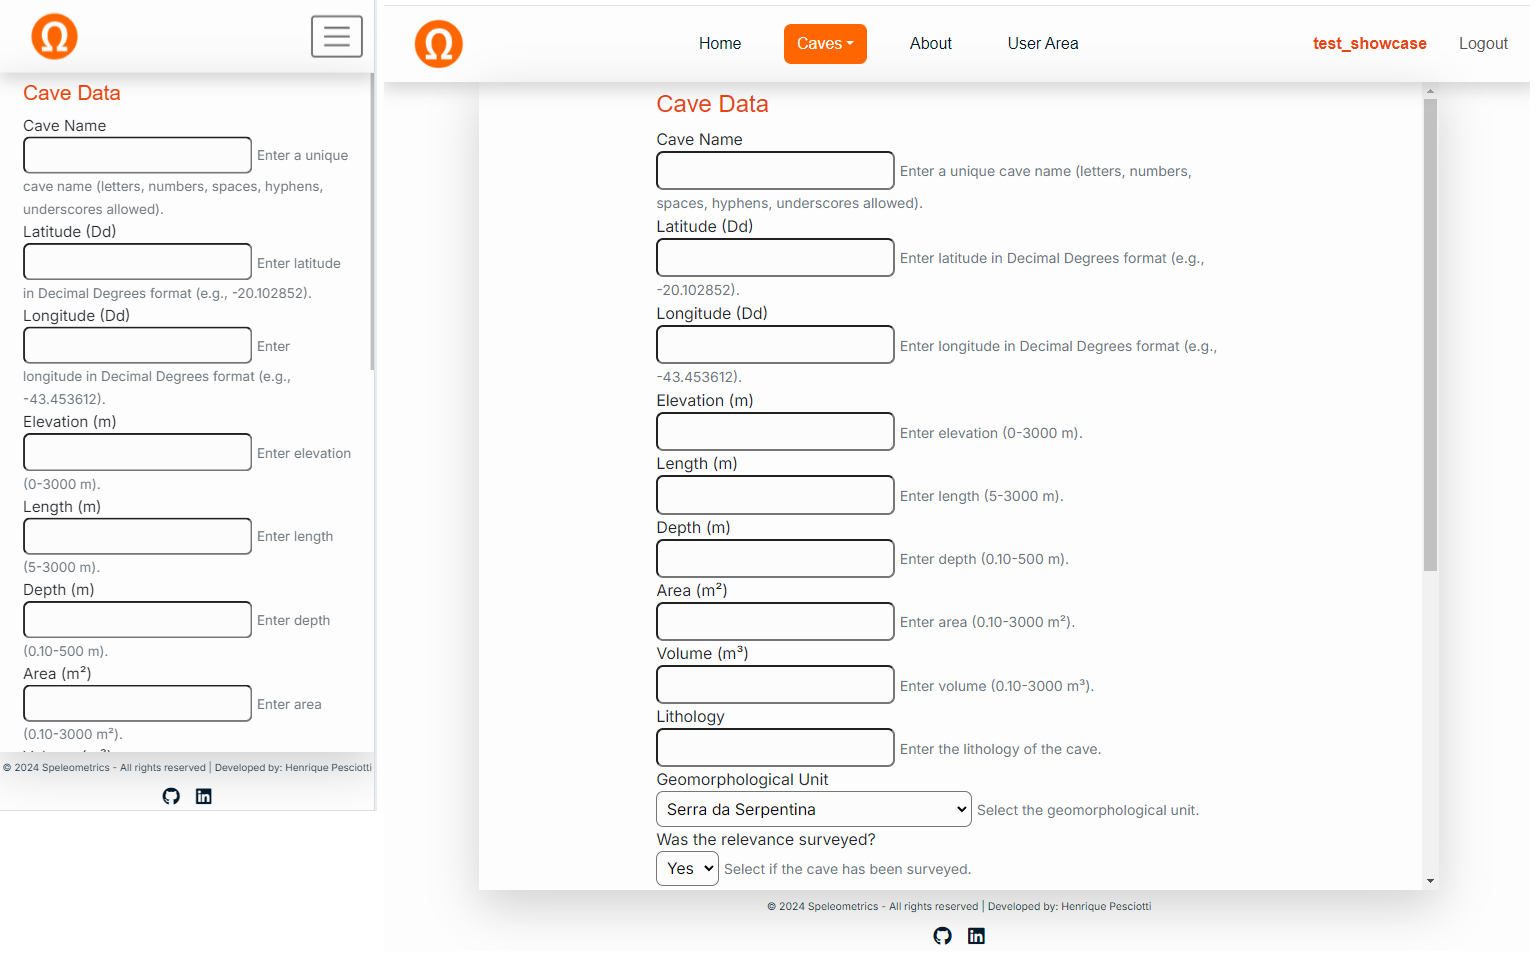 Ω
Cave Data
Cave Name
Enter a unique
cave name (letters, numbers, spaces, hyphens,
underscores allowed).
Latitude (Dd)
Enter latitude
in Decimal Degrees format (e.g., -20.102852).
Longitude (Dd)
Enter
longitude in Decimal Degrees format (e.g.,
-43.453612).
Elevation (m)
Enter elevation
(0-3000 m).
Length (m)
Enter length
(5-3000 m).
Depth (m)
Enter depth
(0.10-500 m).
Area (m²)
Enter area
(0.10-3000 m²).
© 2024 Speleometrics - All rights reserved | Developed by: Henrique Pesciotti
Ω
Home Caves About User Area test_showcase Logout
Cave Data
Cave Name
Enter a unique cave name (letters, numbers,
spaces, hyphens, underscores allowed).
Latitude (Dd)
Enter latitude in Decimal Degrees format (e.g.,
-20.102852).
Longitude (Dd)
Enter longitude in Decimal Degrees format (e.g.,
-43.453612).
Elevation (m)
Enter elevation (0-3000 m).
Length (m)
Enter length (5-3000 m).
Depth (m)
Enter depth (0.10-500 m).
Area (m²)
Enter area (0.10-3000 m²).
Volume (m³)
Enter volume (0.10-3000 m³).
Lithology
Enter the lithology of the cave.
Geomorphological Unit
Serra da Serpentina Select the geomorphological unit.
Was the relevance surveyed?
Yes Select if the cave has been surveyed.
© 2024 Speleometrics - All rights reserved | Developed by: Henrique Pesciotti
in